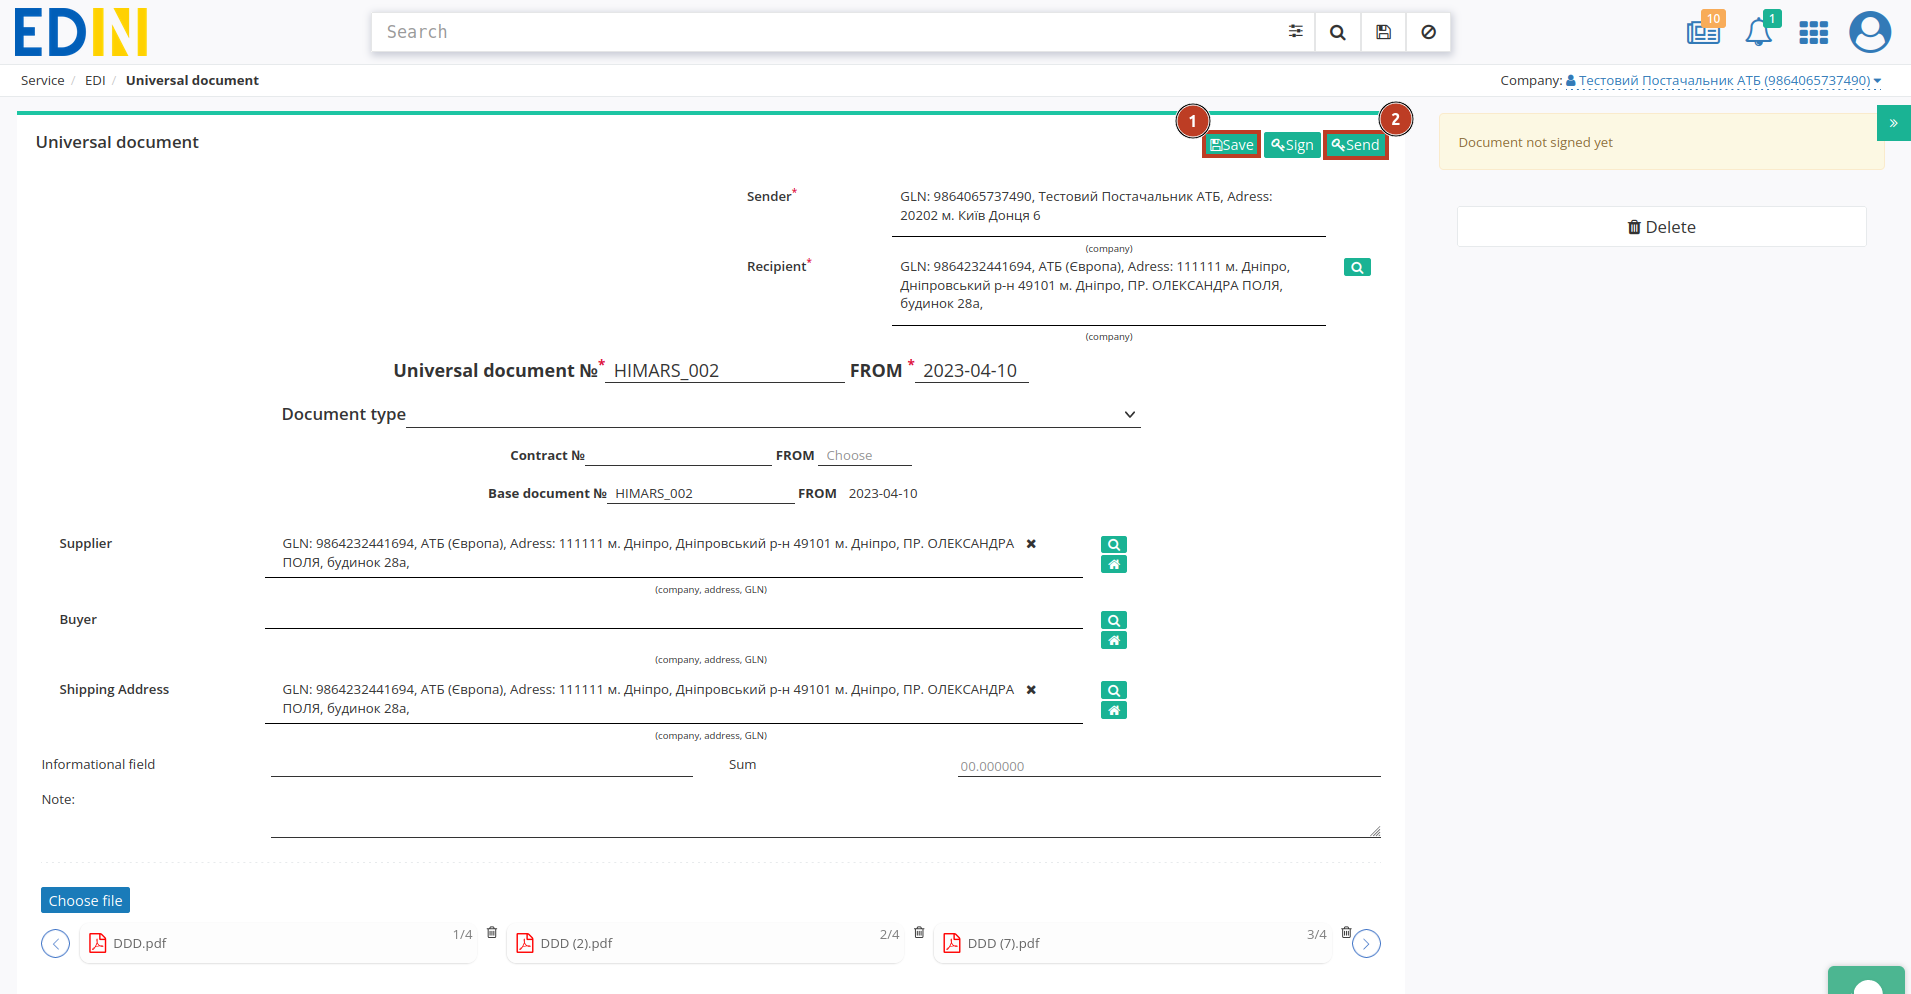 EDIN
Search
10
1
Service / EDI / Universal document
Company: Тестовий Постачальник АТБ (9864065737490)
1
2
»
Universal document
Save
Sign
Send
Document not signed yet
Delete
Sender*
GLN: 9864065737490, Тестовий Постачальник АТБ, Adress:
20202 м. Київ Донця 6
(company)
Recipient*
GLN: 9864232441694, АТБ (Європа), Adress: 111111 м. Дніпро,
Дніпровський р-н 49101 м. Дніпро, ПР. ОЛЕКСАНДРА ПОЛЯ,
будинок 28а,
(company)
Universal document №* HIMARS_002 FROM * 2023-04-10
Document type
Contract № FROM Choose
Base document № HIMARS_002 FROM 2023-04-10
Supplier
GLN: 9864232441694, АТБ (Європа), Adress: 111111 м. Дніпро, Дніпровський р-н 49101 м. Дніпро, ПР. ОЛЕКСАНДРА
ПОЛЯ, будинок 28а,
(company, address, GLN)
Buyer
(company, address, GLN)
Shipping Address
GLN: 9864232441694, АТБ (Європа), Adress: 111111 м. Дніпро, Дніпровський р-н 49101 м. Дніпро, ПР. ОЛЕКСАНДРА
ПОЛЯ, будинок 28а,
(company, address, GLN)
Informational field
Sum 00.000000
Note:
Choose file
DDD.pdf 1/4
DDD (2).pdf 2/4
DDD (7).pdf 3/4